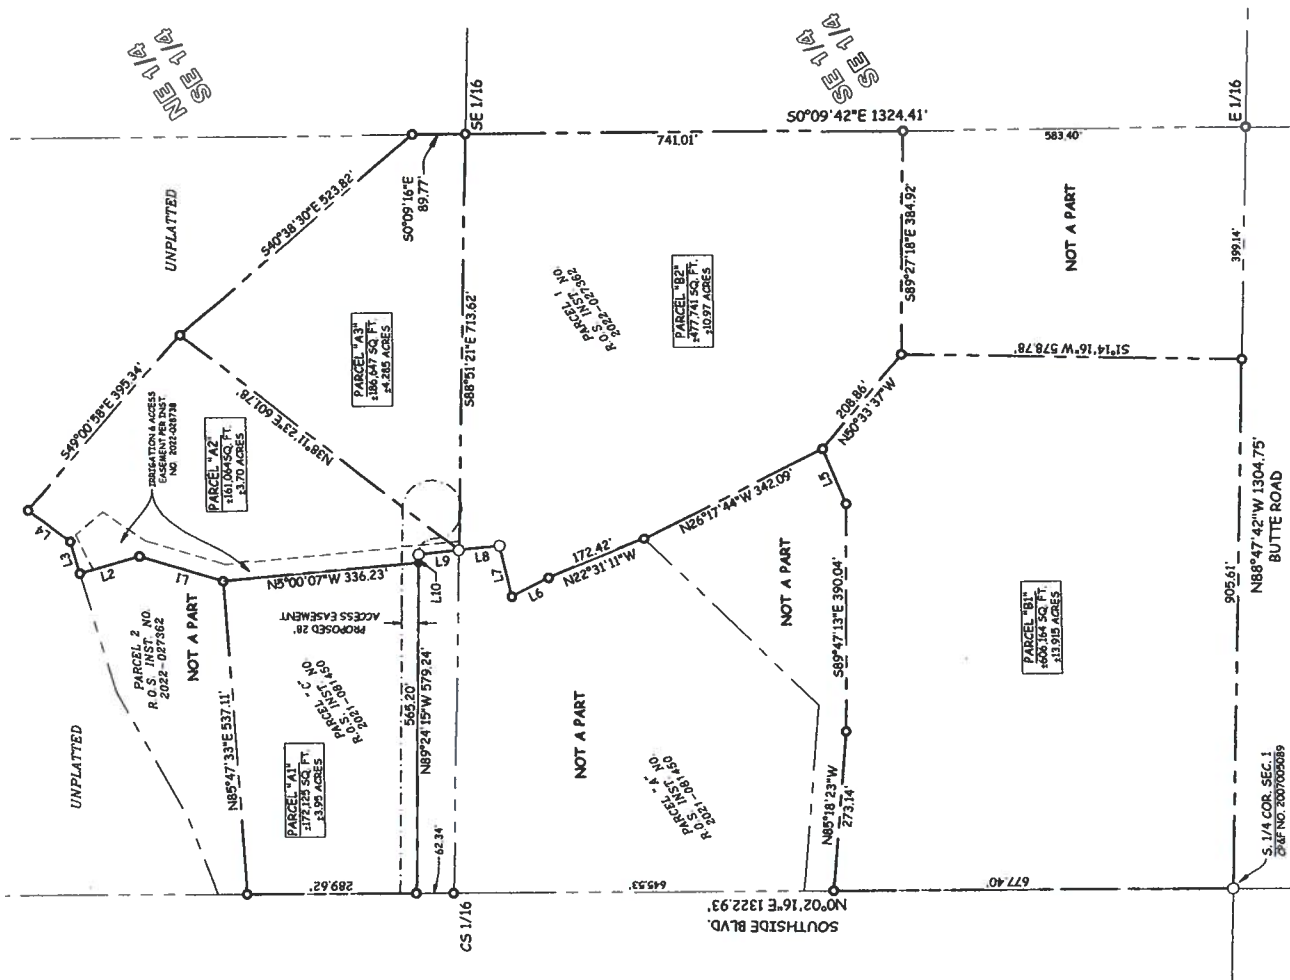 NE 1/4
SE 1/4
UNPLATTED
S49°00'58"E 395.34'
S40°38'30"E 523.82'
S0°09'16"E
89.77'
SE 1/16
L4
L3
L2
L1
IRRIGATION & ACCESS
EASEMENT PER INST.
NO. 2022-028738
PARCEL "A2"
±161,064 SQ. FT.
±3.70 ACRES
N38°11'23"E 601.78'
PARCEL "A3"
±186,647 SQ. FT.
±4.285 ACRES
S88°51'21"E 713.62'
UNPLATTED
PARCEL 2
R.O.S. INST. NO.
2022-027362
NOT A PART
N85°47'33"E 537.11'
N5°00'07"W 336.23'
PROPOSED 28'
ACCESS EASEMENT
PARCEL "C"
R.O.S. INST. NO
2021-081450
PARCEL "A1"
±172,125 SQ. FT.
±3.95 ACRES
565.20'
N89°24'15"W 579.24'
289.62'
62.34'
CS 1/16
L10
L9
L8
L7
L6
SE 1/4
SE 1/4
S0°09'42"E 1324.41'
741.01'
583.40'
PARCEL 1
R.O.S. INST. NO.
2022-027362
PARCEL "B2"
±477,741 SQ. FT.
±10.97 ACRES
S89°27'18"E 384.92'
NOT A PART
S1°14'16"W 578.78'
208.86'
N50°33'37"W
L5
N26°17'44"W 342.09'
172.42'
N22°31'11"W
NOT A PART
NOT A PART
PARCEL "A"
R.O.S. INST. NO.
2021-081450
S89°47'13"E 390.04'
N85°18'23"W
273.14'
645.53'
677.40'
N0°02'16"E 1322.93'
SOUTHSIDE BLVD.
PARCEL "B1"
±606,164 SQ. FT.
±13.915 ACRES
E 1/16
399.14'
905.61'
N88°47'42"W 1304.75'
BUTTE ROAD
S. 1/4 COR. SEC. 1
CP&F NO. 2007005089